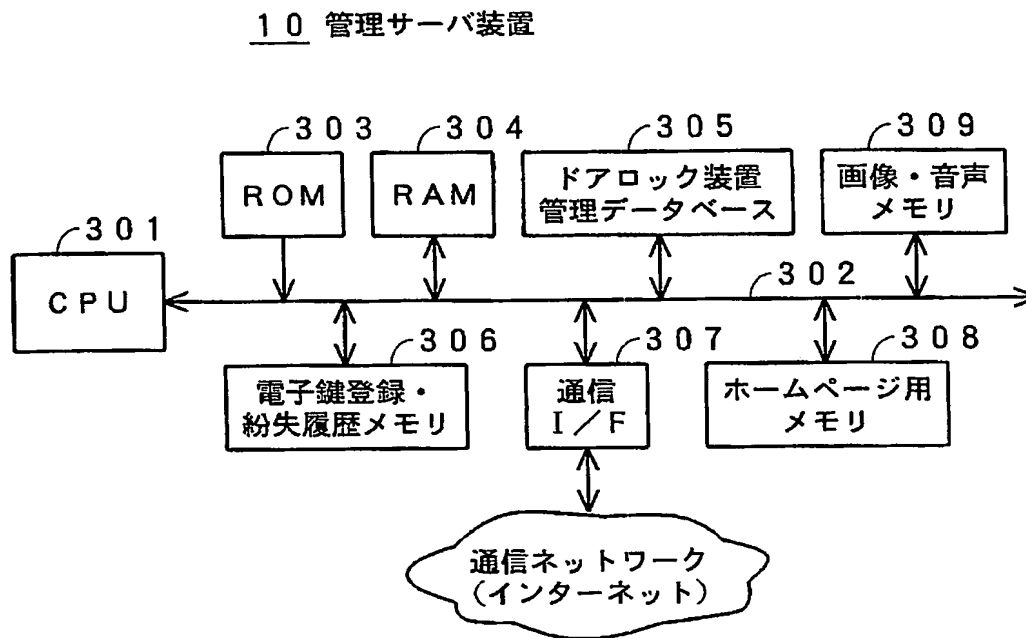 １０ 管理サーバ装置
３０３
ROM
３０４
RAM
３０５
ドアロック装置
管理データベース
３０９
画像・音声
メモリ
３０１
CPU
３０２
３０６
電子鍵登録・
紛失履歴メモリ
３０７
通信
Ｉ／Ｆ
３０８
ホームページ用
メモリ
通信ネットワーク
（インターネット）